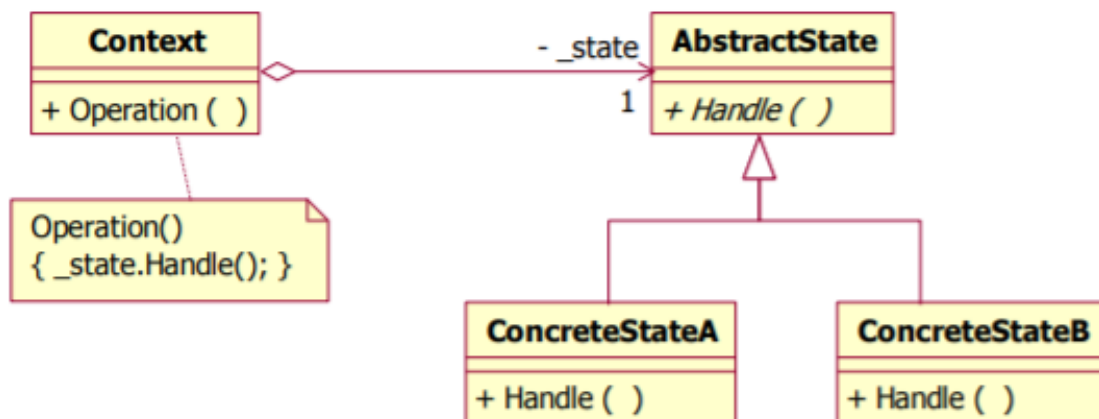 Context
+ Operation ( )
- _state
1
AbstractState
+ Handle ( )
Operation()
{ _state.Handle(); }
ConcreteStateA
+ Handle ( )
ConcreteStateB
+ Handle ( )